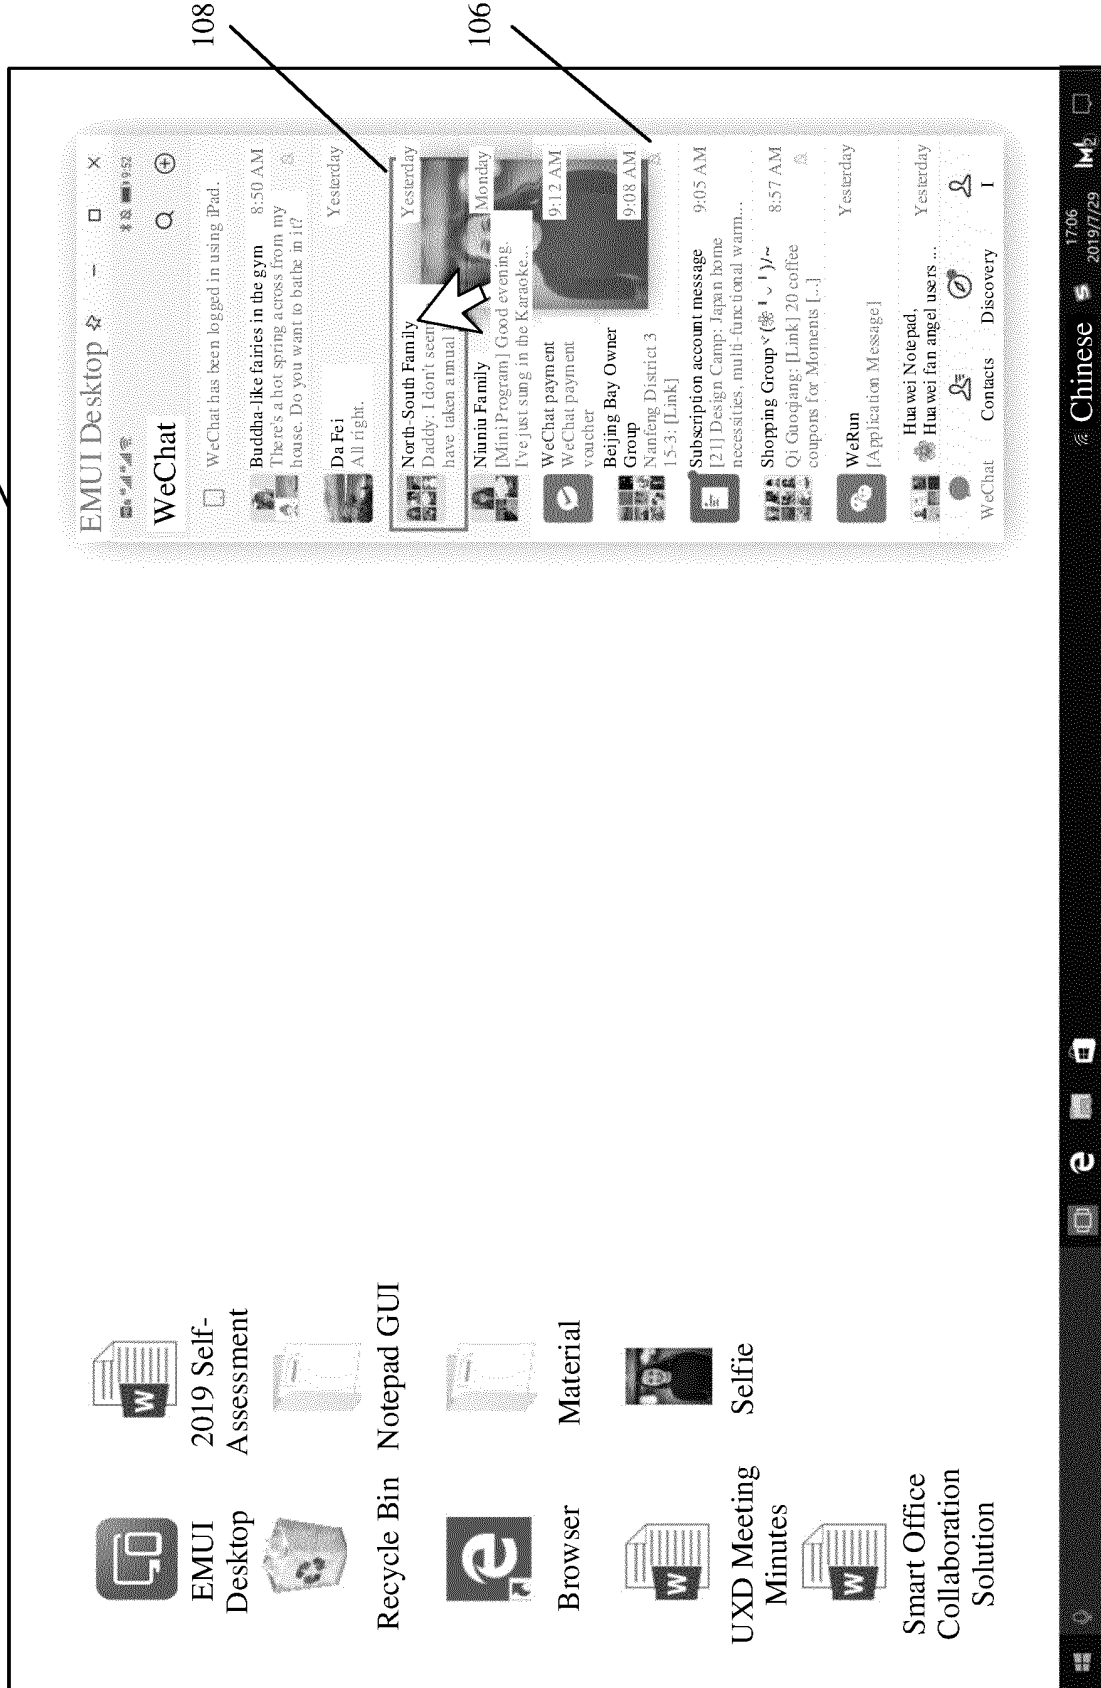 108
106
EMUI
Desktop
2019 Self-
Assessment
Recycle Bin
Notepad GUI
Browser
Material
UXD Meeting
Minutes
Selfie
Smart Office
Collaboration
Solution
EMUI Desktop
9:52
WeChat
WeChat has been logged in using iPad.
Buddha-like fairies in the gym
8:50 AM
There's a hot spring across from my
house. Do you want to bathe in it?
Da Fei
Yesterday
All right.
North-South Family
Yesterday
Daddy: I don't seem
have taken annual
Niuniu Family
Monday
[Mini Program] Good evening.
I've just sung in the Karaoke...
WeChat payment
9:12 AM
WeChat payment
voucher
Beijing Bay Owner
Group
9:08 AM
Nanfeng District 3
15-3: [Link]
Subscription account message
9:05 AM
[21] Design Camp: Japan home
necessities, multi-functional warm...
Shopping Group
8:57 AM
Qi Guoqiang: [Link] 20 coffee
coupons for Moments [...]
WeRun
Yesterday
[Application Message]
Huawei Notepad,
Yesterday
Huawei fan angel users ...
WeChat
Contacts
Discovery
I
Chinese
17:06
2019/7/29